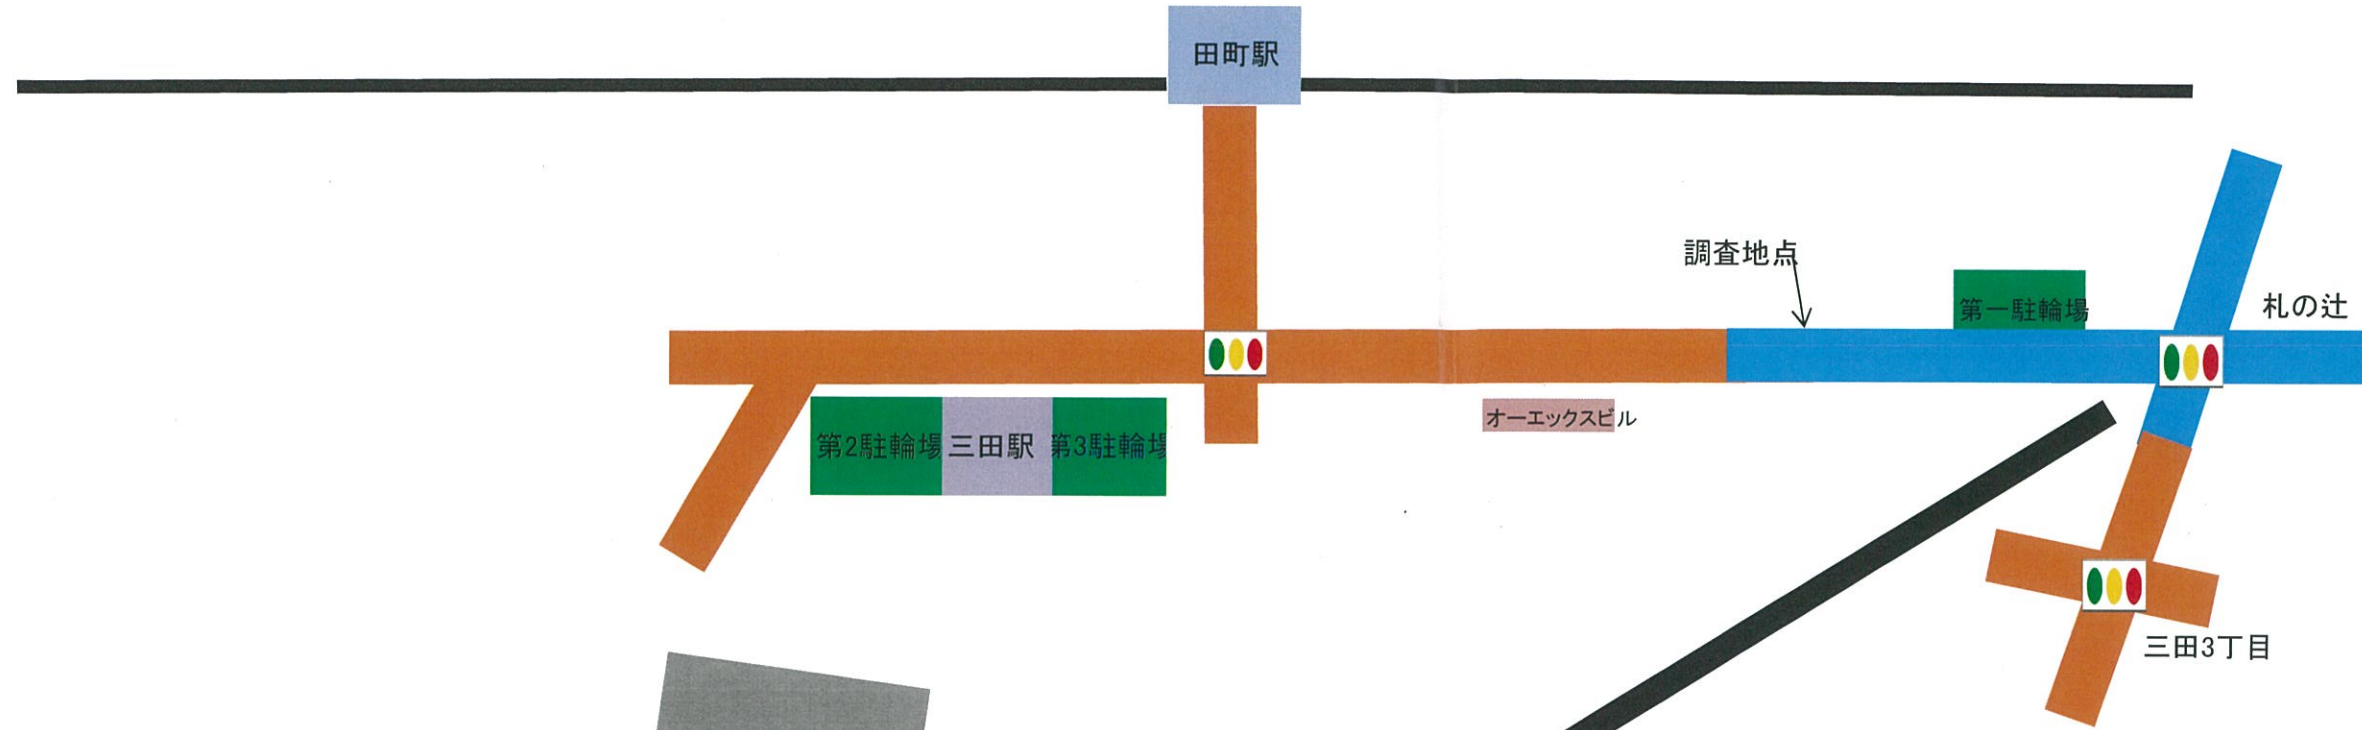 田町駅
調査地点
第一駐輪場
札の辻
オーエックスビル
第2駐輪場
三田駅
第3駐輪場
三田3丁目